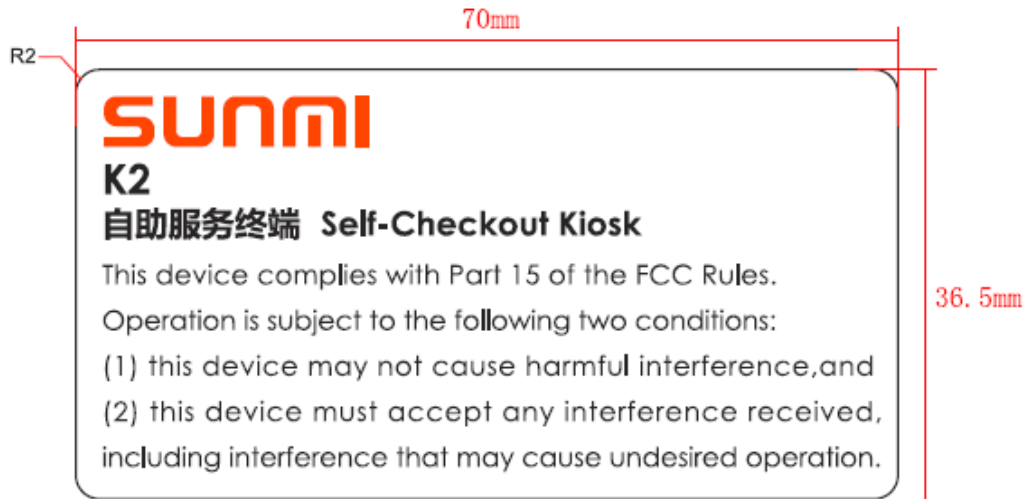 70mm
R2
SUNMI
K2
自助服务终端 Self-Checkout Kiosk
This device complies with Part 15 of the FCC Rules.
Operation is subject to the following two conditions:
(1) this device may not cause harmful interference,and
(2) this device must accept any interference received,
including interference that may cause undesired operation.
36.5mm